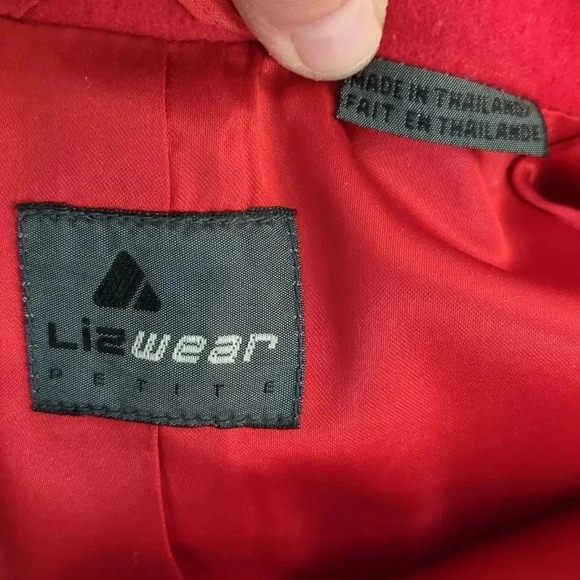 MADE IN THAILAND/
FAIT EN THAILANDE
Lizwear
PETITE